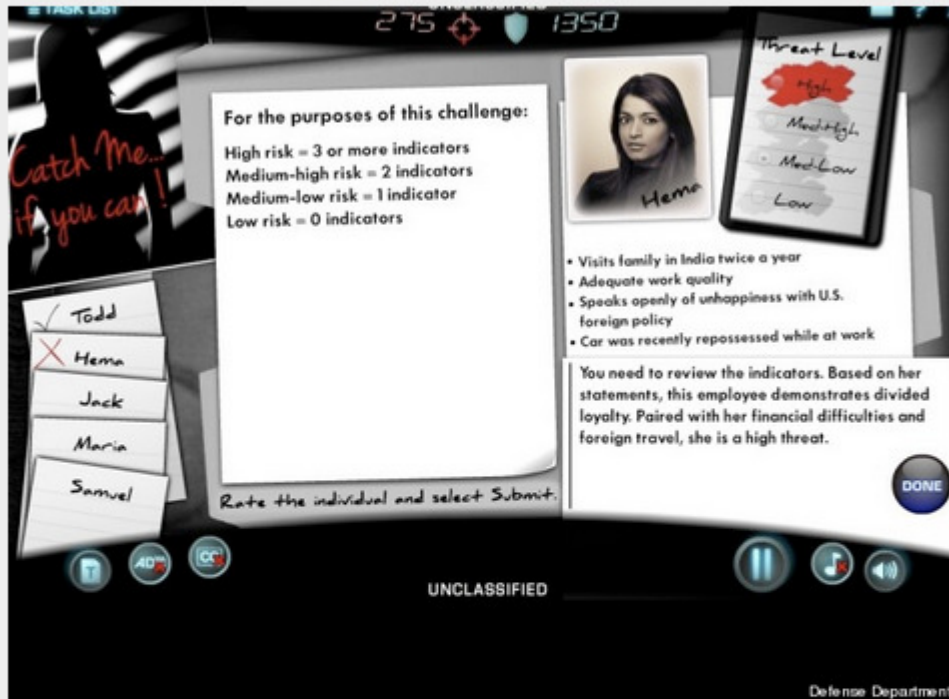 UNCLASSIFIED
TASK LIST
275 1350
?
Catch Me...
if you can!
For the purposes of this challenge:
High risk = 3 or more indicators
Medium-high risk = 2 indicators
Medium-low risk = 1 indicator
Low risk = 0 indicators
Hema
Threat Level
High
Med-High
Med-Low
Low
• Visits family in India twice a year
• Adequate work quality
• Speaks openly of unhappiness with U.S.
foreign policy
• Car was recently repossessed while at work
Todd
Hema
Jack
Maria
Samuel
You need to review the indicators. Based on her
statements, this employee demonstrates divided
loyalty. Paired with her financial difficulties and
foreign travel, she is a high threat.
DONE
Rate the individual and select Submit.
T
CC
UNCLASSIFIED
Defense Department